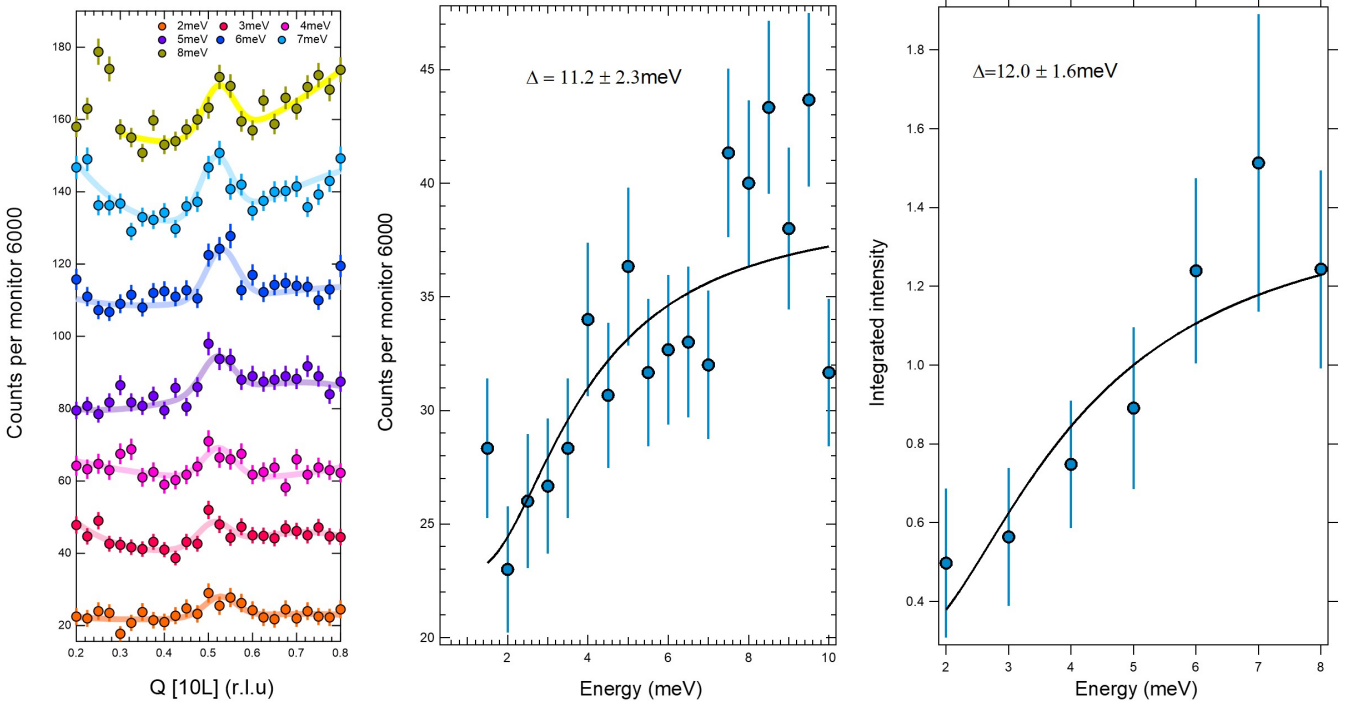 2meV 3meV 4meV
5meV 6meV 7meV
8meV
180
160
140
120
100
80
60
40
20
0.2 0.3 0.4 0.5 0.6 0.7 0.8
Counts per monitor 6000
Q [10L] (r.l.u)
Δ = 11.2 ± 2.3meV
45
40
35
30
25
20
2 4 6 8 10
Counts per monitor 6000
Energy (meV)
Δ=12.0 ± 1.6meV
1.8
1.6
1.4
1.2
1.0
0.8
0.6
0.4
2 3 4 5 6 7 8
Integrated intensity
Energy (meV)